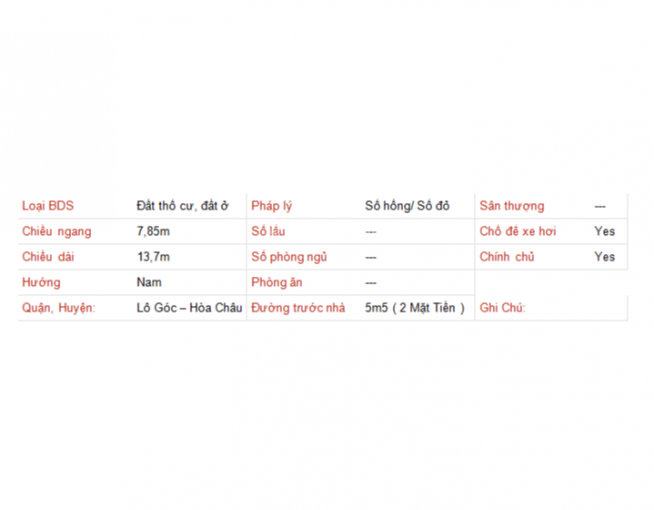 Loại BDS Đất thổ cư, đất ở Pháp lý Sổ hồng/ Sổ đỏ Sân thượng ---
Chiều ngang 7,85m Số lầu --- Chổ để xe hơi Yes
Chiều dài 13,7m Số phòng ngủ --- Chính chủ Yes
Hướng Nam Phòng ăn ---
Quận, Huyện: Lô Góc – Hòa Châu Đường trước nhà 5m5 ( 2 Mặt Tiền ) Ghi Chú: